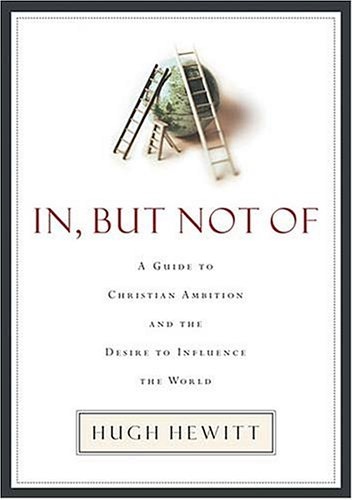 IN, BUT NOT OF
A GUIDE TO
CHRISTIAN AMBITION
AND THE
DESIRE TO INFLUENCE
THE WORLD
HUGH HEWITT